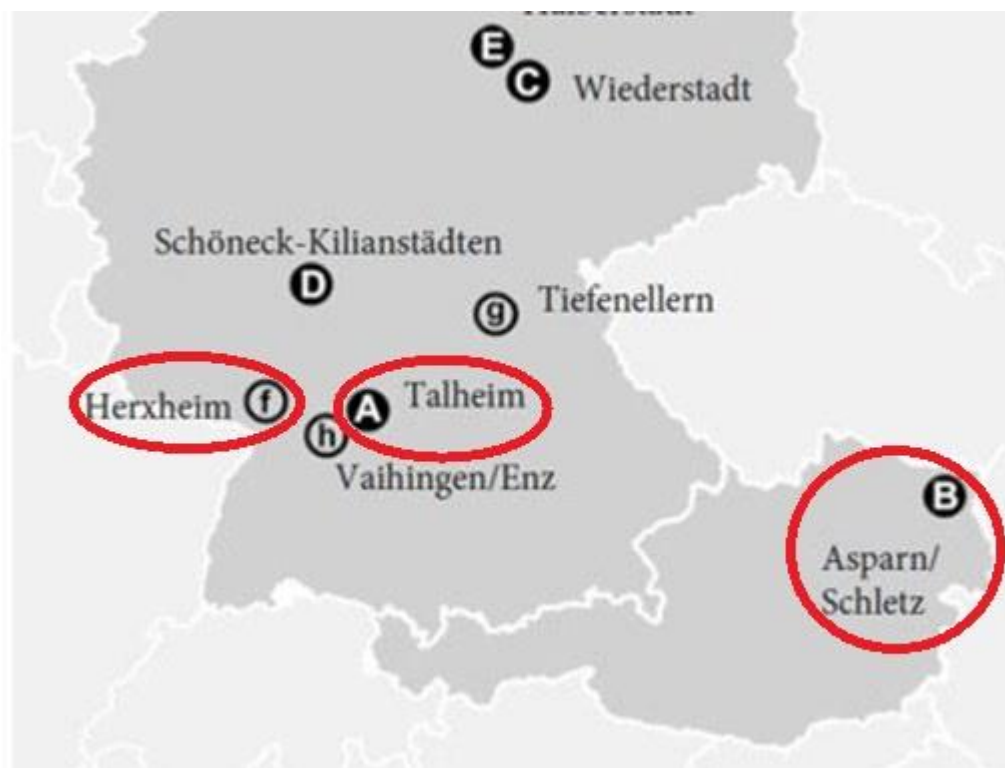 E
C
Wiederstadt
Schöneck-Kilianstädten
D
g
Tiefenellern
Herxheim
f
A
Talheim
h
Vaihingen/Enz
B
Asparn/
Schletz